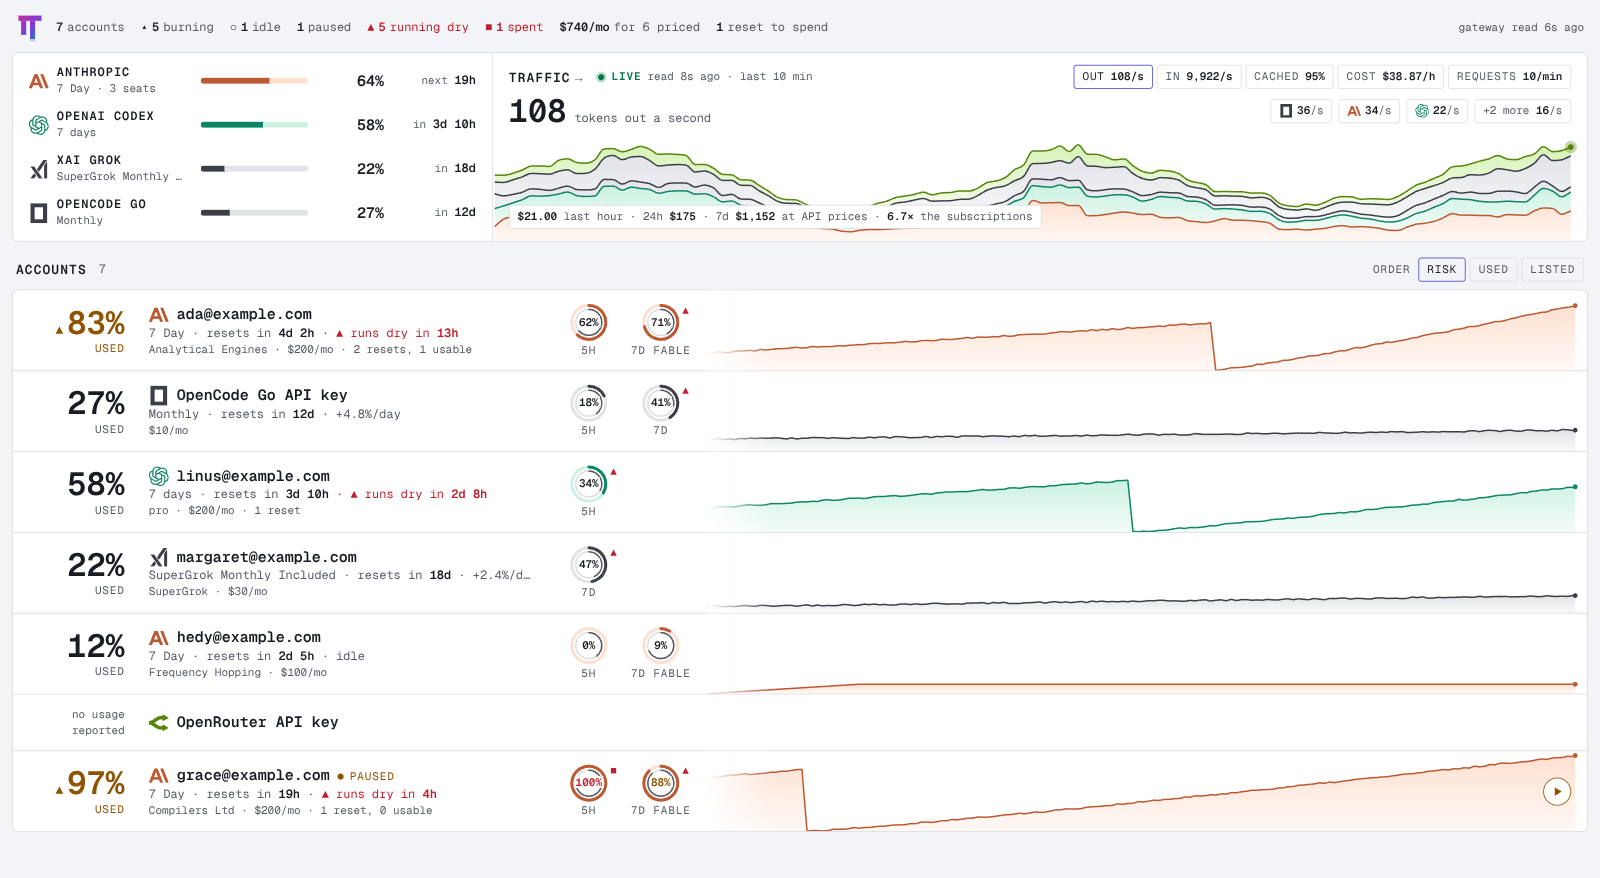 7 accounts ▲ 5 burning ○ 1 idle 1 paused ▲ 5 running dry ■ 1 spent $740/mo for 6 priced 1 reset to spend
gateway read 6s ago
ANTHROPIC
7 Day · 3 seats
64%
next 19h
OPENAI CODEX
7 days
58%
in 3d 10h
XAI GROK
SuperGrok Monthly …
22%
in 18d
OPENCODE GO
Monthly
27%
in 12d
TRAFFIC → ● LIVE read 8s ago · last 10 min
108 tokens out a second
OUT 108/s IN 9,922/s CACHED 95% COST $38.87/h REQUESTS 10/min
36/s 34/s 22/s +2 more 16/s
$21.00 last hour · 24h $175 · 7d $1,152 at API prices · 6.7× the subscriptions
ACCOUNTS 7
ORDER RISK USED LISTED
▲83%
USED
ada@example.com
7 Day · resets in 4d 2h · ▲ runs dry in 13h
Analytical Engines · $200/mo · 2 resets, 1 usable
62%
5H
71% ▲
7D FABLE
27%
USED
OpenCode Go API key
Monthly · resets in 12d · +4.8%/day
$10/mo
18%
5H
41% ▲
7D
58%
USED
linus@example.com
7 days · resets in 3d 10h · ▲ runs dry in 2d 8h
pro · $200/mo · 1 reset
34% ▲
5H
22%
USED
margaret@example.com
SuperGrok Monthly Included · resets in 18d · +2.4%/d…
SuperGrok · $30/mo
47% ▲
7D
12%
USED
hedy@example.com
7 Day · resets in 2d 5h · idle
Frequency Hopping · $100/mo
0%
5H
9%
7D FABLE
no usage
reported
OpenRouter API key
▲97%
USED
grace@example.com ● PAUSED
7 Day · resets in 19h · ▲ runs dry in 4h
Compilers Ltd · $200/mo · 1 reset, 0 usable
100% ■
5H
88% ▲
7D FABLE